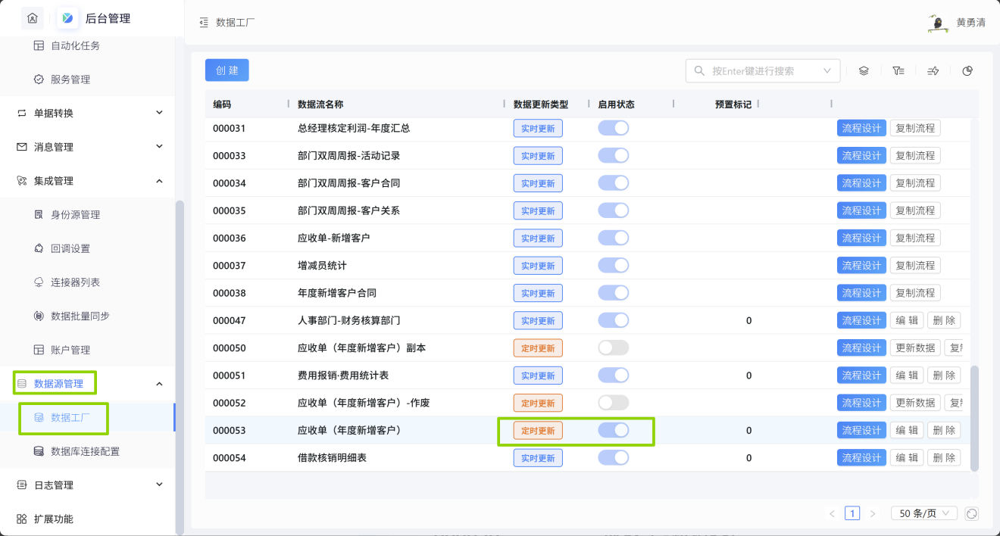 后台管理
自动化任务
服务管理
单据转换
消息管理
集成管理
身份源管理
回调设置
连接器列表
数据批量同步
账户管理
数据源管理
数据工厂
数据库连接配置
日志管理
扩展功能
数据工厂
黄勇清
创 建
按Enter键进行搜索
编码 数据流名称 数据更新类型 启用状态 预置标记
000031 总经理核定利润-年度汇总 实时更新 流程设计 复制流程
000033 部门双周周报-活动记录 实时更新 流程设计 复制流程
000034 部门双周周报-客户合同 实时更新 流程设计 复制流程
000035 部门双周周报-客户关系 实时更新 流程设计 复制流程
000036 应收单-新增客户 实时更新 流程设计 复制流程
000037 增减员统计 实时更新 流程设计 复制流程
000038 年度新增客户合同 实时更新 流程设计 复制流程
000047 人事部门-财务核算部门 实时更新 0 流程设计 编 辑 删 除
000050 应收单（年度新增客户）副本 定时更新 流程设计 更新数据
000051 费用报销-费用统计表 实时更新 0 流程设计 编 辑 删 除
000052 应收单（年度新增客户）-作废 定时更新 流程设计 更新数据
000053 应收单（年度新增客户） 定时更新 0 流程设计 编 辑 删 除
000054 借款核销明细表 实时更新 0 流程设计 编 辑 删 除
1 50 条/页